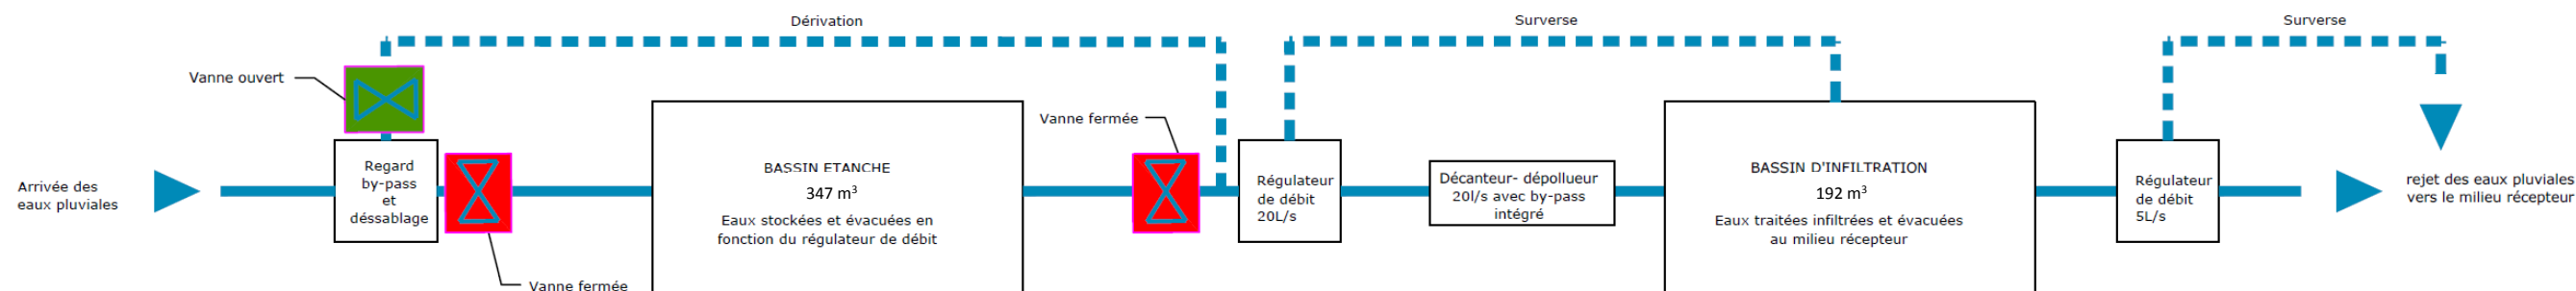 Dérivation
Surverse
Surverse
Vanne ouvert
Vanne fermée
Arrivée des
eaux pluviales
Regard
by-pass
et
déssablage
Vanne fermée
BASSIN ETANCHE
347 m³
Eaux stockées et évacuées en
fonction du régulateur de débit
Régulateur
de débit
20L/s
Décanteur- dépollueur
20l/s avec by-pass
intégré
BASSIN D'INFILTRATION
192 m³
Eaux traitées infiltrées et évacuées
au milieu récepteur
Régulateur
de débit
5L/s
rejet des eaux pluviales
vers le milieu récepteur